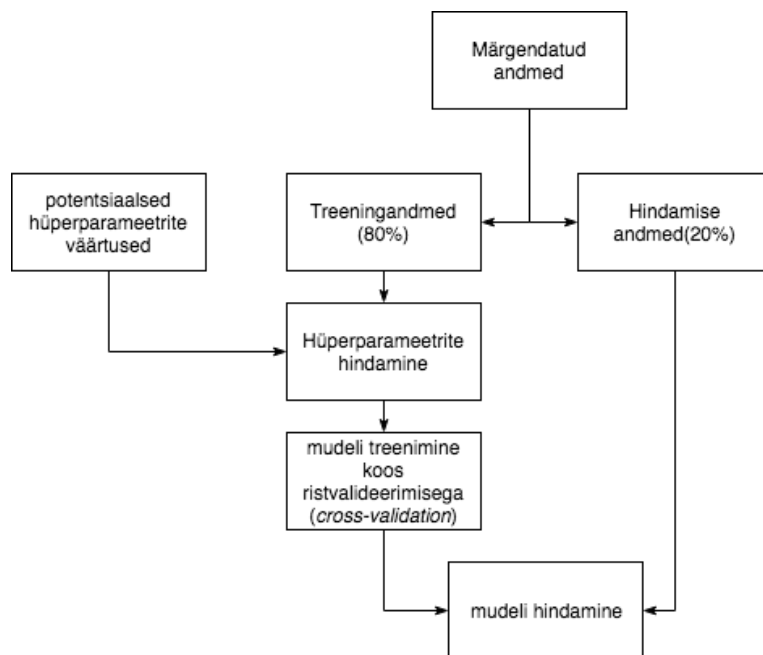 Märgendatud
andmed
potentsiaalsed
hüperparameetrite
väärtused
Treeningandmed
(80%)
Hindamise
andmed(20%)
Hüperparameetrite
hindamine
mudeli treenimine
koos
ristvalideerimisega
(cross-validation)
mudeli hindamine